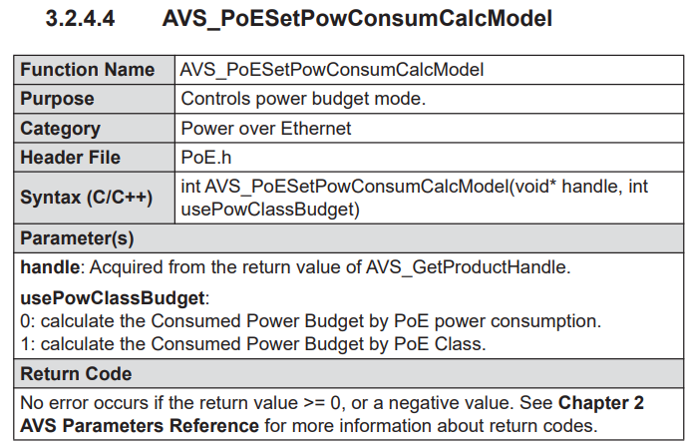 3.2.4.4 AVS_PoESetPowConsumCalcModel
Function Name AVS_PoESetPowConsumCalcModel
Purpose Controls power budget mode.
Category Power over Ethernet
Header File PoE.h
Syntax (C/C++) int AVS_PoESetPowConsumCalcModel(void* handle, int
usePowClassBudget)
Parameter(s)
handle: Acquired from the return value of AVS_GetProductHandle.
usePowClassBudget:
0: calculate the Consumed Power Budget by PoE power consumption.
1: calculate the Consumed Power Budget by PoE Class.
Return Code
No error occurs if the return value >= 0, or a negative value. See Chapter 2
AVS Parameters Reference for more information about return codes.